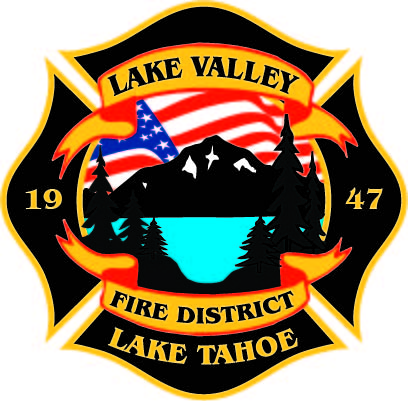 LAKE VALLEY
19 47
FIRE DISTRICT
LAKE TAHOE